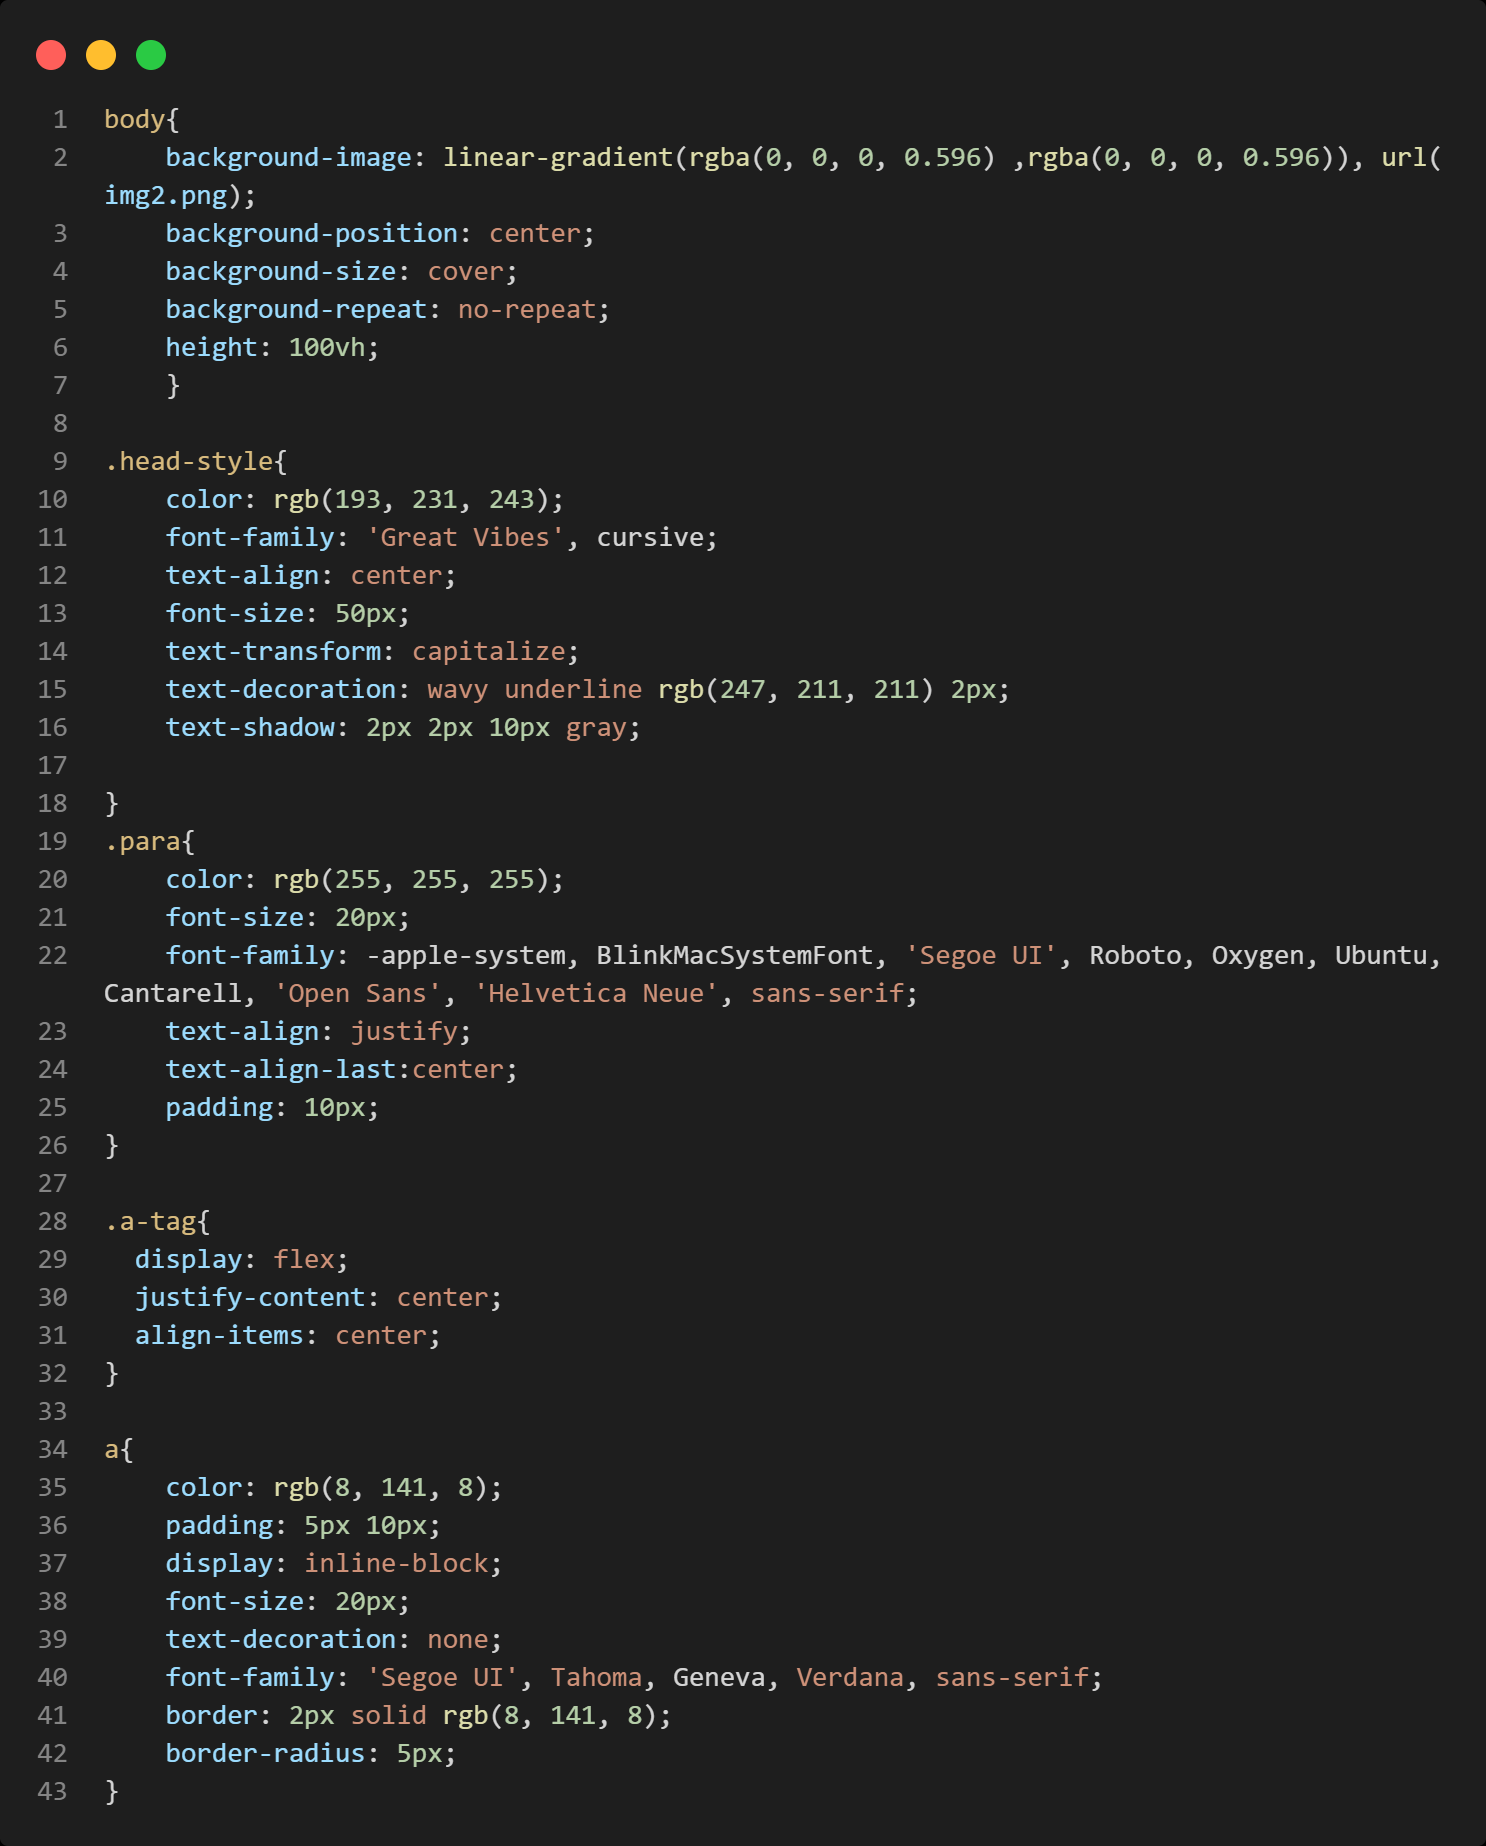 1 body{
2     background-image: linear-gradient(rgba(0, 0, 0, 0.596) ,rgba(0, 0, 0, 0.596)), url(
img2.png);
3     background-position: center;
4     background-size: cover;
5     background-repeat: no-repeat;
6     height: 100vh;
7     }
8
9 .head-style{
10     color: rgb(193, 231, 243);
11     font-family: 'Great Vibes', cursive;
12     text-align: center;
13     font-size: 50px;
14     text-transform: capitalize;
15     text-decoration: wavy underline rgb(247, 211, 211) 2px;
16     text-shadow: 2px 2px 10px gray;
17
18 }
19 .para{
20     color: rgb(255, 255, 255);
21     font-size: 20px;
22     font-family: -apple-system, BlinkMacSystemFont, 'Segoe UI', Roboto, Oxygen, Ubuntu,
Cantarell, 'Open Sans', 'Helvetica Neue', sans-serif;
23     text-align: justify;
24     text-align-last:center;
25     padding: 10px;
26 }
27
28 .a-tag{
29   display: flex;
30   justify-content: center;
31   align-items: center;
32 }
33
34 a{
35     color: rgb(8, 141, 8);
36     padding: 5px 10px;
37     display: inline-block;
38     font-size: 20px;
39     text-decoration: none;
40     font-family: 'Segoe UI', Tahoma, Geneva, Verdana, sans-serif;
41     border: 2px solid rgb(8, 141, 8);
42     border-radius: 5px;
43 }